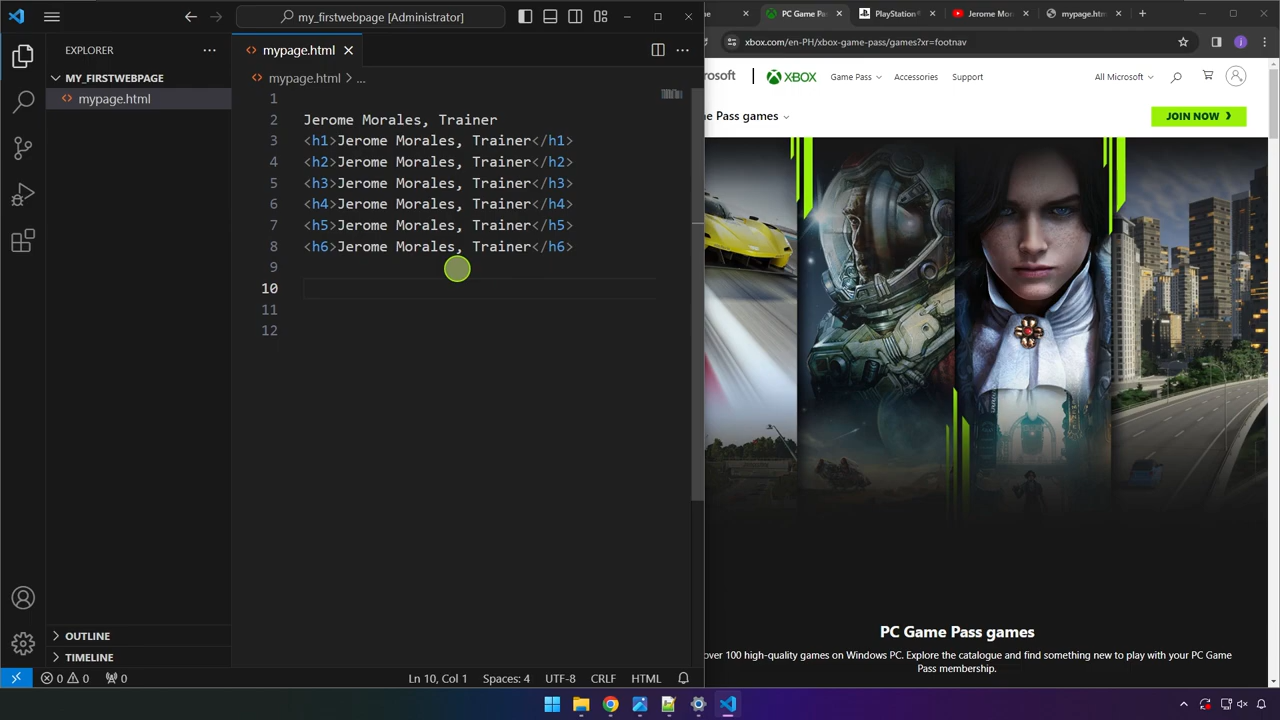 my_firstwebpage [Administrator]
EXPLORER
MY_FIRSTWEBPAGE
mypage.html
mypage.html
mypage.html > ...
1
2 Jerome Morales, Trainer
3 <h1>Jerome Morales, Trainer</h1>
4 <h2>Jerome Morales, Trainer</h2>
5 <h3>Jerome Morales, Trainer</h3>
6 <h4>Jerome Morales, Trainer</h4>
7 <h5>Jerome Morales, Trainer</h5>
8 <h6>Jerome Morales, Trainer</h6>
9
10
11
12
OUTLINE
TIMELINE
0 0 0
Ln 10, Col 1 Spaces: 4 UTF-8 CRLF HTML
PC Game Pa
PlayStation
Jerome Mor
mypage.htm
xbox.com/en-PH/xbox-game-pass/games?xr=footnav
rosoft XBOX Game Pass Accessories Support All Microsoft
e Pass games
JOIN NOW
PC Game Pass games
over 100 high-quality games on Windows PC. Explore the catalogue and find something new to play with your PC Game
Pass membership.